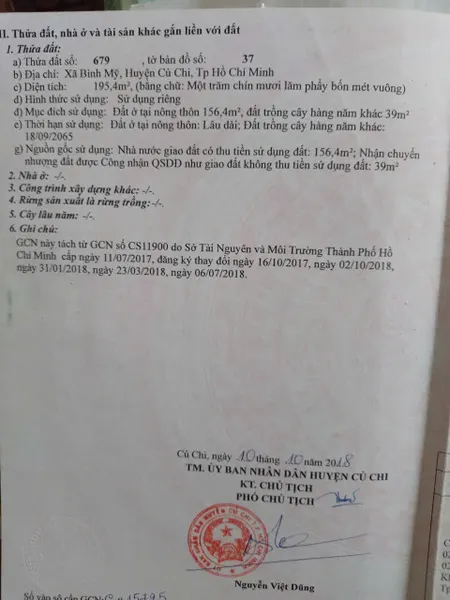 II. Thửa đất, nhà ở và tài sản khác gắn liền với đất
1. Thửa đất:
a) Thửa đất số: 679 , tờ bản đồ số: 37
b) Địa chỉ: Xã Bình Mỹ, Huyện Củ Chi, Tp Hồ Chí Minh
c) Diện tích: 195,4m², (bằng chữ: Một trăm chín mươi lăm phẩy bốn mét vuông)
d) Hình thức sử dụng: Sử dụng riêng
đ) Mục đích sử dụng: Đất ở tại nông thôn 156,4m², đất trồng cây hàng năm khác 39m²
e) Thời hạn sử dụng: Đất ở tại nông thôn: Lâu dài; Đất trồng cây hàng năm khác:
18/09/2065
g) Nguồn gốc sử dụng: Nhà nước giao đất có thu tiền sử dụng đất: 156,4m²; Nhận chuyển
nhượng đất được Công nhận QSDĐ như giao đất không thu tiền sử dụng đất: 39m²
2. Nhà ở: -/-.
3. Công trình xây dựng khác: -/-.
4. Rừng sản xuất là rừng trồng: -/-.
5. Cây lâu năm: -/-.
6. Ghi chú:
GCN này tách từ GCN số CS11900 do Sở Tài Nguyên và Môi Trường Thành Phố Hồ
Chí Minh cấp ngày 11/07/2017, đăng ký thay đổi ngày 16/10/2017, ngày 02/10/2018,
ngày 31/01/2018, ngày 23/03/2018, ngày 06/07/2018.
Củ Chi, ngày 10 tháng 10 năm 2018
TM. ỦY BAN NHÂN DÂN HUYỆN CỦ CHI
KT. CHỦ TỊCH
PHÓ CHỦ TỊCH
Nguyễn Việt Dũng
Số vào sổ cấp GCN: 15795